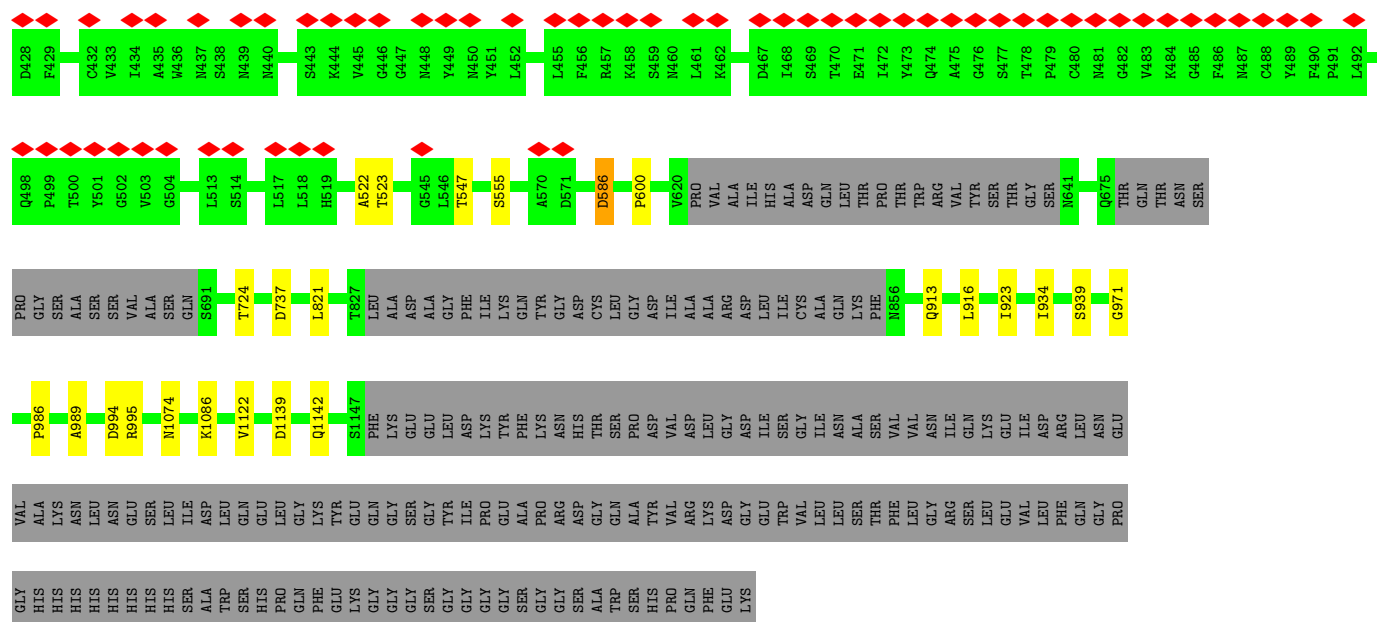 D428 F429 C432 V433 I434 A435 W436 N437 S438 N439 N440 S443 K444 V445 G446 G447 N448 Y449 N450 Y451 L452 L455 F456 R457 K458 S459 N460 L461 K462 D467 I468 S469 T470 E471 I472 Y473 Q474 A475 G476 S477 T478 P479 C480 N481 G482 V483 K484 G485 F486 N487 C488 Y489 F490 P491 L492
Q498 P499 T500 Y501 G502 V503 G504 L513 S514 L517 L518 H519 A522 T523 G545 L546 T547 S555 A570 D571 D586 P600 V620 PRO VAL ALA ILE HIS ALA ASP GLN LEU THR PRO THR TRP ARG VAL TYR SER THR GLY SER N641 Q675 THR GLN THR ASN SER
PRO GLY SER ALA SER SER VAL ALA SER GLN S691 T724 D737 L821 T827 LEU ALA ASP ALA GLY PHE ILE LYS GLN TYR GLY ASP CYS LEU GLY ASP ILE ALA ALA ARG ASP LEU ILE CYS ALA GLN LYS PHE N856 Q913 L916 I923 I934 S939 G971
P986 A989 D994 R995 N1074 K1086 V1122 D1139 Q1142 S1147 PHE LYS GLU GLU LEU ASP LYS TYR PHE LYS ASN HIS THR SER PRO ASP VAL ASP LEU GLY ASP ILE SER GLY ILE ASN ALA SER VAL VAL ASN ILE GLN LYS GLU ILE ASP ARG LEU ASN GLU
VAL ALA LYS ASN LEU ASN GLU SER LEU ILE ASP LEU GLN GLU LEU GLY LYS TYR GLU GLN GLY SER GLY TYR ILE PRO GLU ALA PRO ARG ASP GLY GLN ALA TYR VAL ARG LYS ASP GLY GLU TRP VAL LEU LEU SER THR PHE LEU GLY ARG SER LEU GLU VAL LEU PHE GLN GLY PRO
GLY HIS HIS HIS HIS HIS HIS HIS HIS SER ALA TRP SER HIS PRO GLN PHE GLU LYS GLY GLY GLY SER GLY GLY GLY GLY SER GLY GLY SER ALA TRP SER HIS PRO GLN PHE GLU LYS